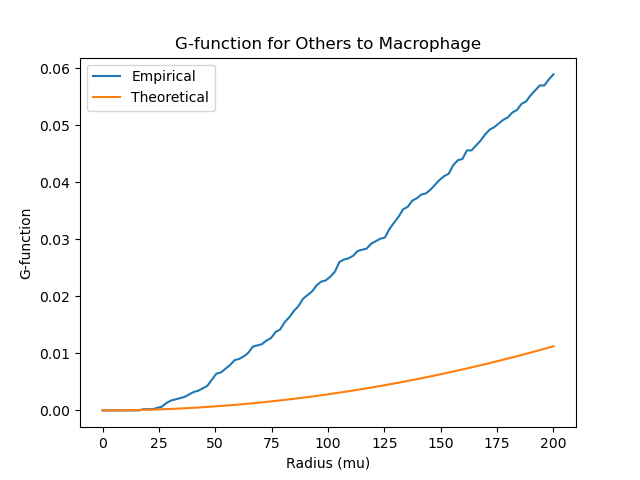 G-function for Others to Macrophage
Empirical
Theoretical
0.06
0.05
0.04
0.03
0.02
0.01
0.00
G-function
0 25 50 75 100 125 150 175 200
Radius (mu)